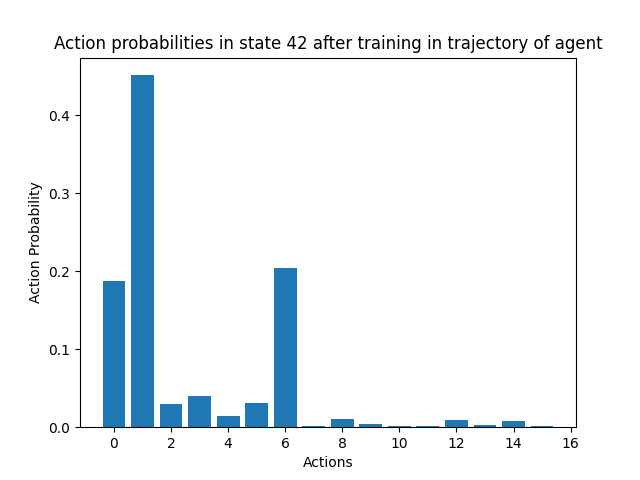 Action probabilities in state 42 after training in trajectory of agent
0.4
0.3
0.2
0.1
0.0
Action Probability
0 2 4 6 8 10 12 14 16
Actions